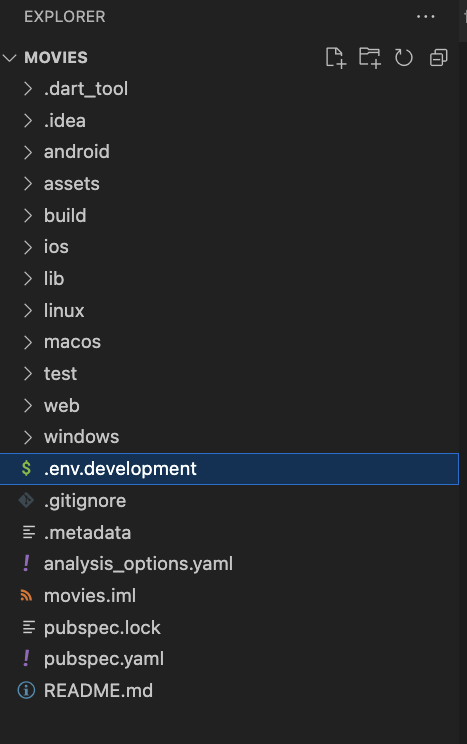 EXPLORER
MOVIES
.dart_tool
.idea
android
assets
build
ios
lib
linux
macos
test
web
windows
$ .env.development
.gitignore
.metadata
! analysis_options.yaml
movies.iml
pubspec.lock
! pubspec.yaml
README.md